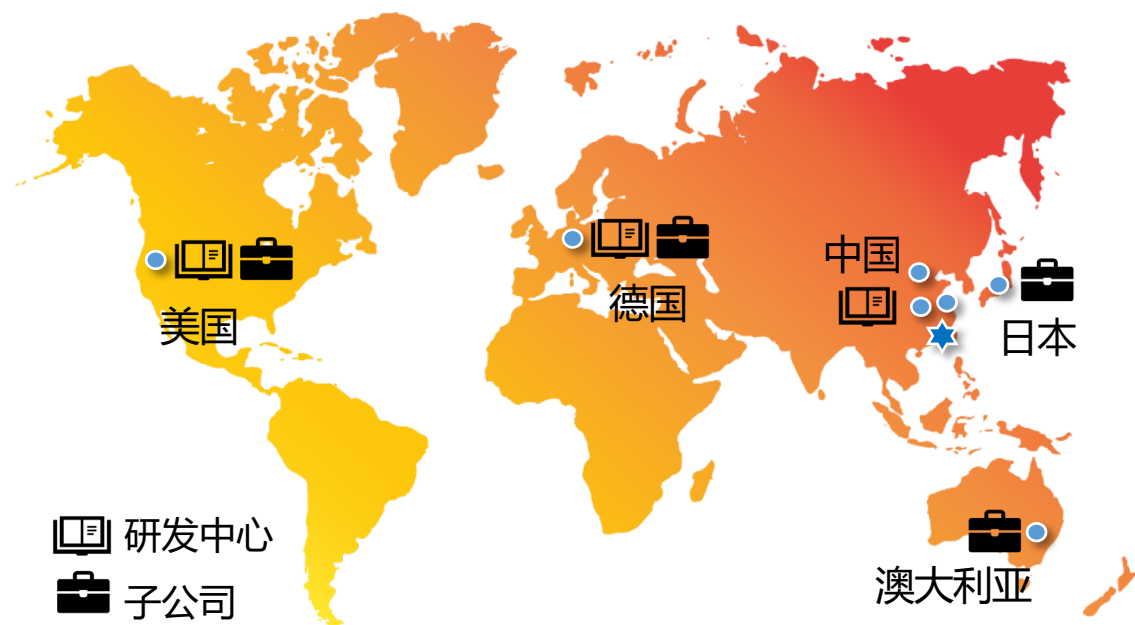 中国
美国
德国
日本
研发中心
澳大利亚
子公司